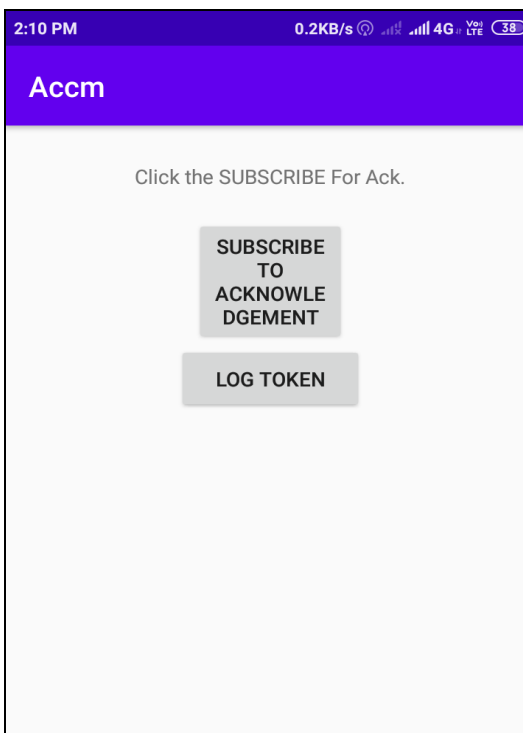 2:10 PM 0.2KB/s 4G Vo)) LTE 38
Accm
Click the SUBSCRIBE For Ack.
SUBSCRIBE
TO
ACKNOWLE
DGEMENT
LOG TOKEN